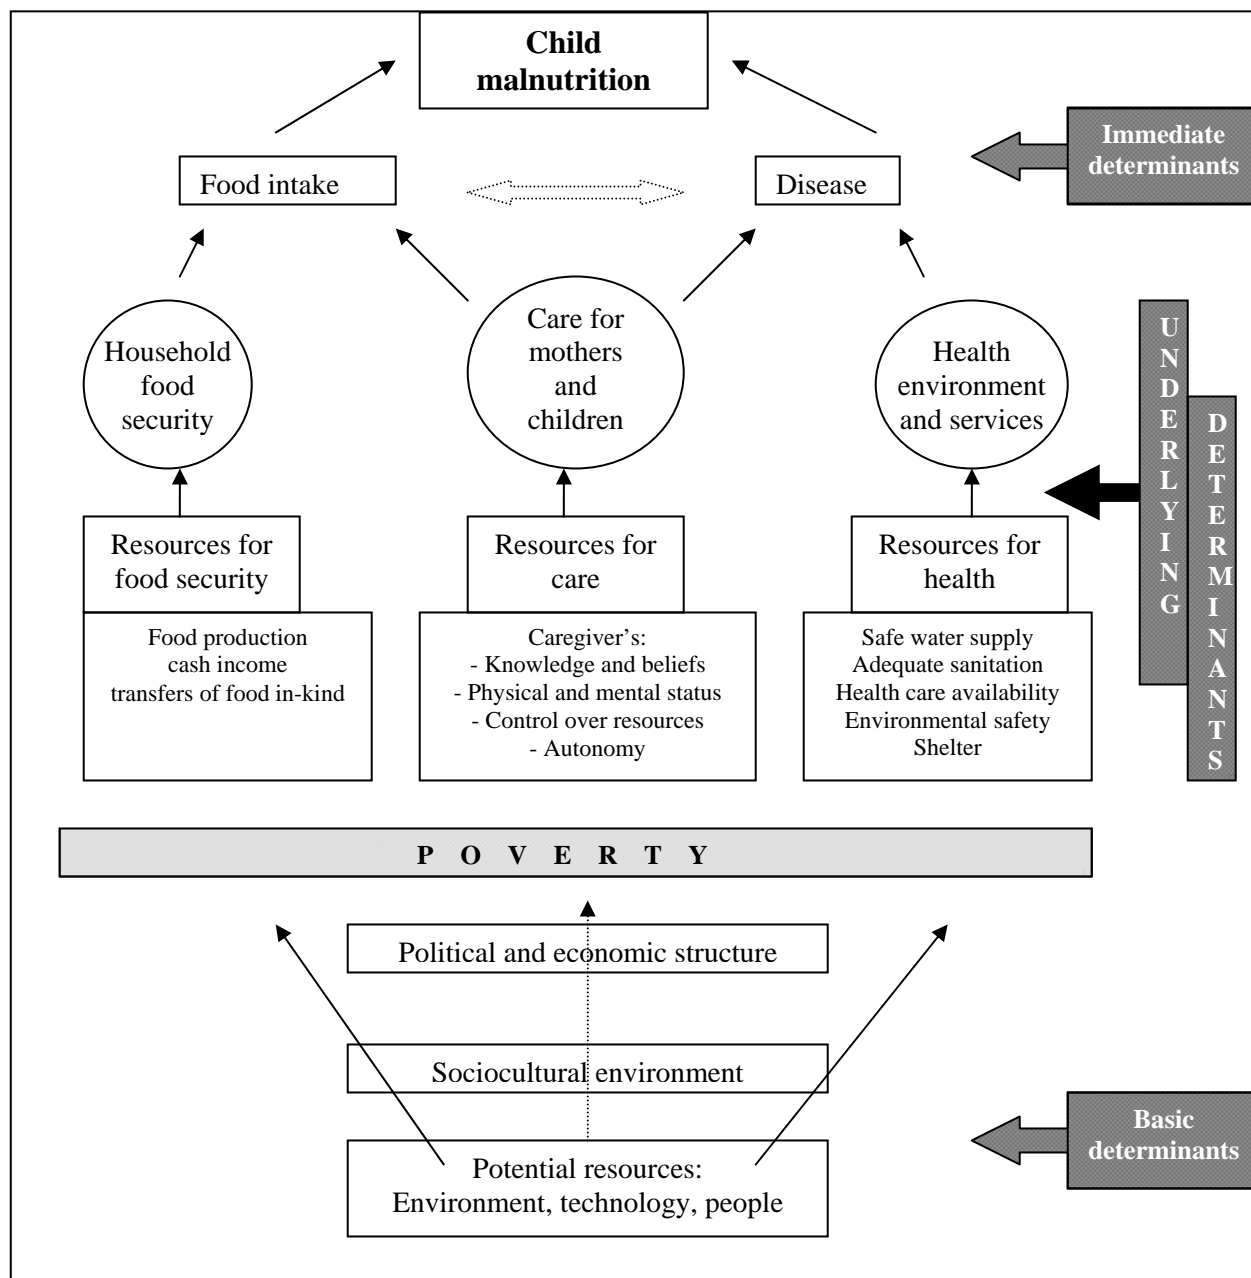 Child
malnutrition
Immediate
determinants
Food intake
Disease
Household
food
security
Care for
mothers
and
children
Health
environment
and services
UNDERLYING
DETERMINANTS
Resources for
food security
Resources for
care
Resources for
health
Food production
cash income
transfers of food in-kind
Caregiver's:
- Knowledge and beliefs
- Physical and mental status
- Control over resources
- Autonomy
Safe water supply
Adequate sanitation
Health care availability
Environmental safety
Shelter
P O V E R T Y
Political and economic structure
Sociocultural environment
Potential resources:
Environment, technology, people
Basic
determinants